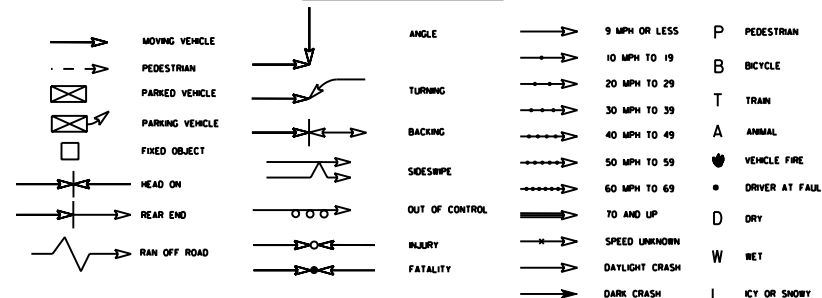 MOVING VEHICLE
PEDESTRIAN
PARKED VEHICLE
PARKING VEHICLE
FIXED OBJECT
HEAD ON
REAR END
RAN OFF ROAD
ANGLE
TURNING
BACKING
SIDESWIPE
OUT OF CONTROL
INJURY
FATALITY
9 MPH OR LESS
10 MPH TO 19
20 MPH TO 29
30 MPH TO 39
40 MPH TO 49
50 MPH TO 59
60 MPH TO 69
70 AND UP
SPEED UNKNOWN
DAYLIGHT CRASH
DARK CRASH
P PEDESTRIAN
B BICYCLE
T TRAIN
A ANIMAL
VEHICLE FIRE
DRIVER AT FAUL
D DRY
W WET
I ICY OR SNOWY